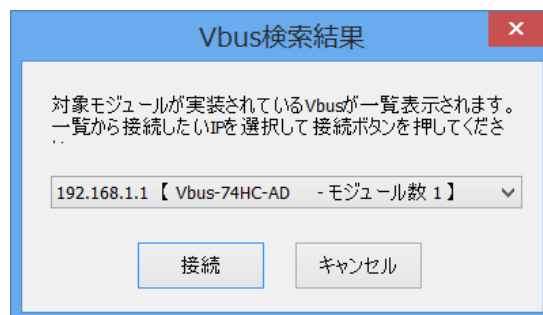 Vbus検索結果
対象モジュールが実装されているVbusが一覧表示されます。
一覧から接続したいIPを選択して接続ボタンを押してくださ
192.168.1.1 【 Vbus-74HC-AD - モジュール数 1 】
接続
キャンセル